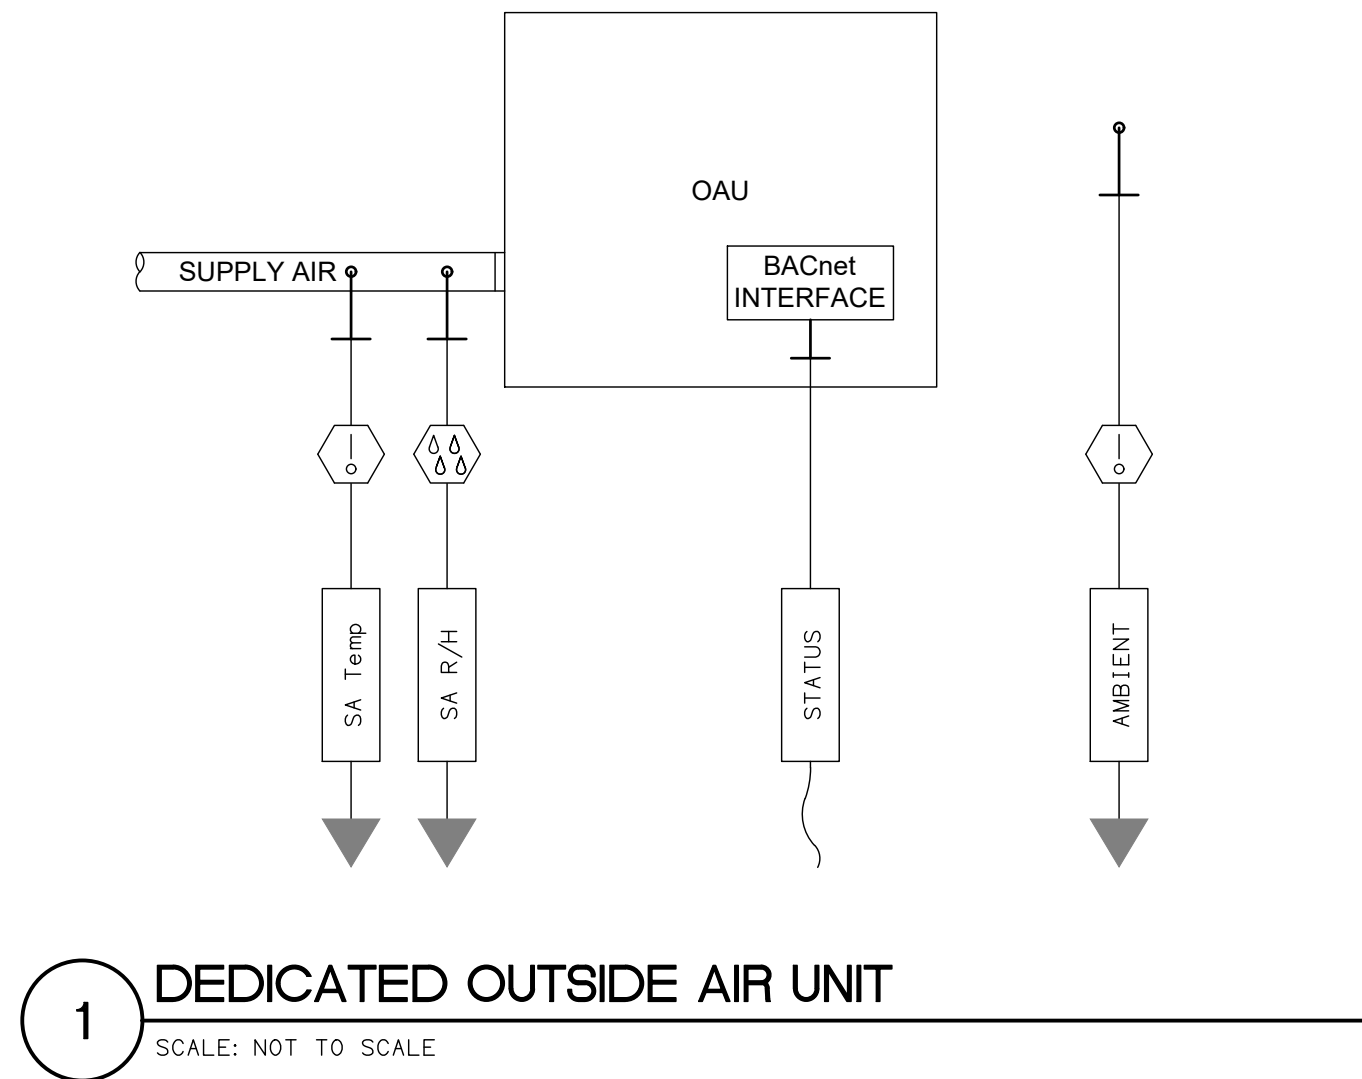 OAU
SUPPLY AIR
BACnet
INTERFACE
SA Temp
SA R/H
STATUS
AMBIENT
1
DEDICATED OUTSIDE AIR UNIT
SCALE: NOT TO SCALE